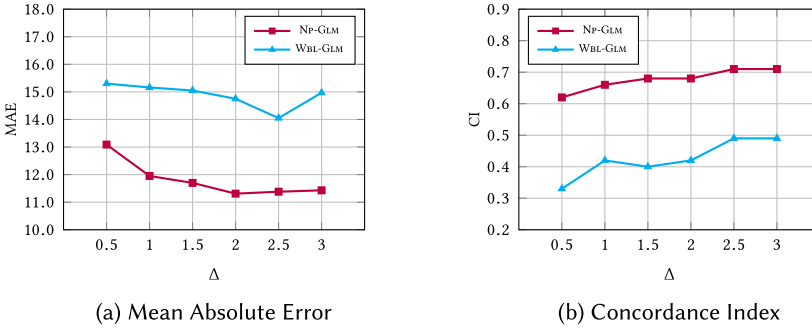 18.0
17.0
16.0
15.0
14.0
13.0
12.0
11.0
10.0
MAE
Np-Glm
Wbl-Glm
0.5 1 1.5 2 2.5 3
Δ
(a) Mean Absolute Error
0.9
0.8
0.7
0.6
0.5
0.4
0.3
0.2
CI
Np-Glm
Wbl-Glm
0.5 1 1.5 2 2.5 3
Δ
(b) Concordance Index